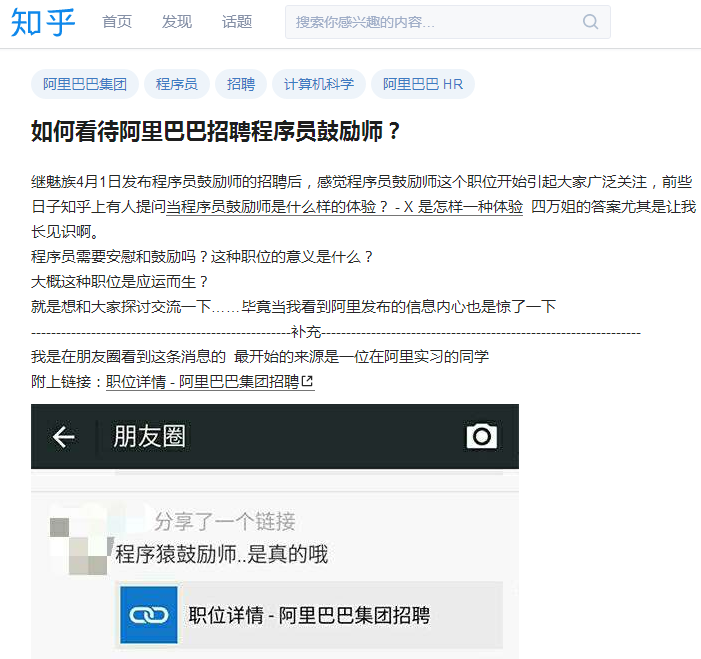 知乎 首页 发现 话题 搜索你感兴趣的内容...
阿里巴巴集团 程序员 招聘 计算机科学 阿里巴巴 HR
如何看待阿里巴巴招聘程序员鼓励师？
继魅族4月1日发布程序员鼓励师的招聘后，感觉程序员鼓励师这个职位开始引起大家广泛关注，前些
日子知乎上有人提问当程序员鼓励师是什么样的体验？ - X 是怎样一种体验 四万姐的答案尤其是让我
长见识啊。
程序员需要安慰和鼓励吗？这种职位的意义是什么？
大概这种职位是应运而生？
就是想和大家探讨交流一下……毕竟当我看到阿里发布的信息内心也是惊了一下
----------------------------------------------------补充----------------------------------------------------------------
我是在朋友圈看到这条消息的 最开始的来源是一位在阿里实习的同学
附上链接：职位详情 - 阿里巴巴集团招聘
朋友圈
分享了一个链接
程序猿鼓励师..是真的哦
职位详情 - 阿里巴巴集团招聘